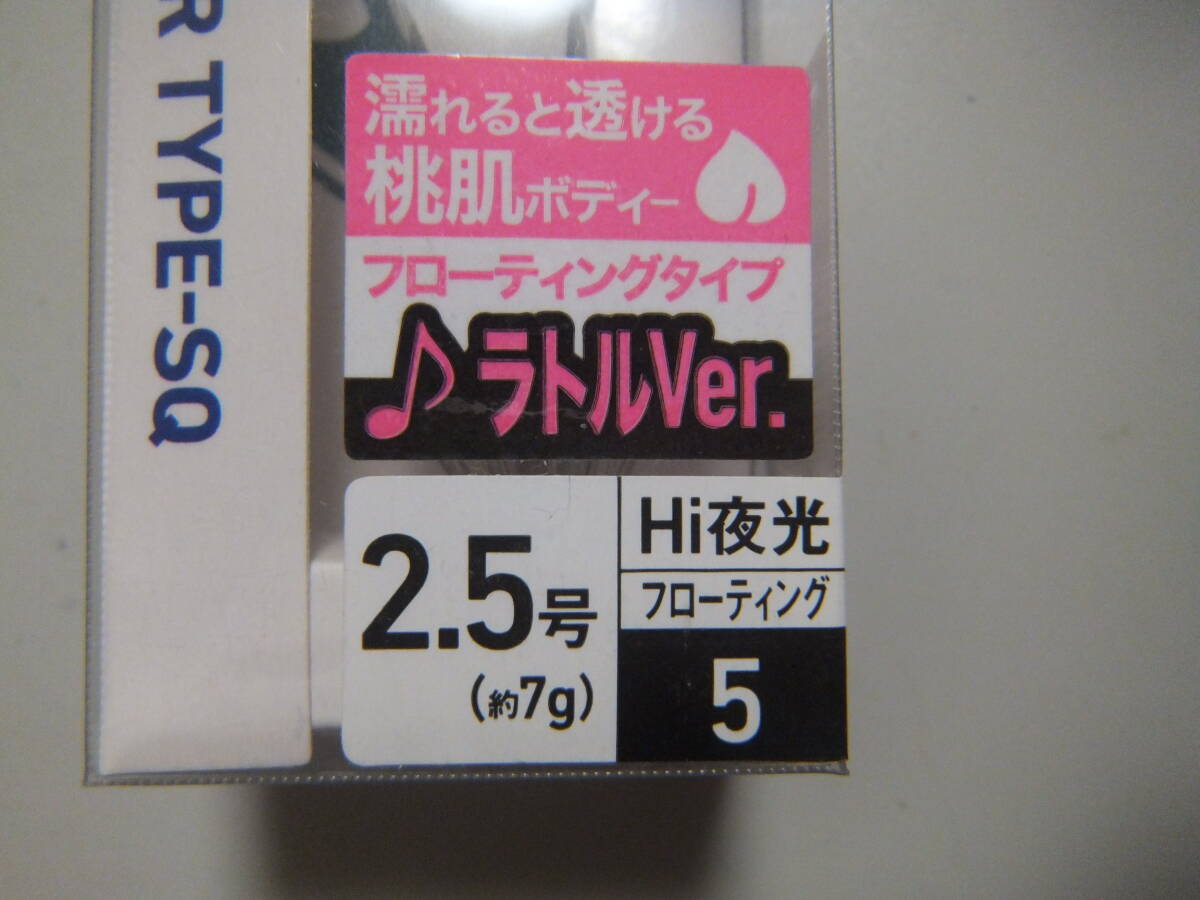 R TYPE-SQ
濡れると透ける
桃肌ボディー
フローティングタイプ
♪ラトルVer.
2.5号
(約7g)
Hi夜光
フローティング
5